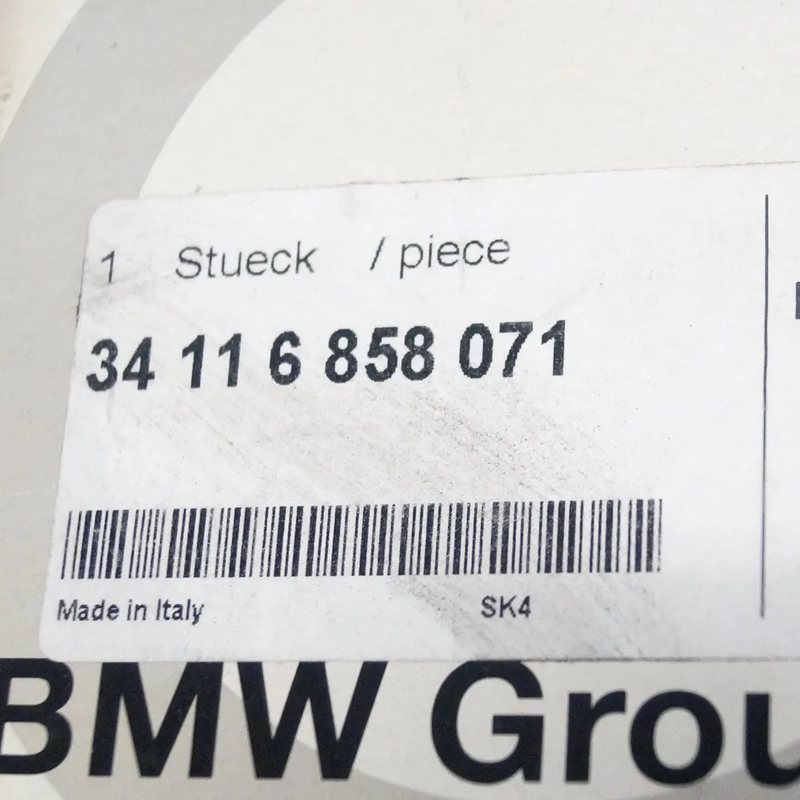 1 Stueck / piece
34 11 6 858 071
Made in Italy SK4
BMW Grou